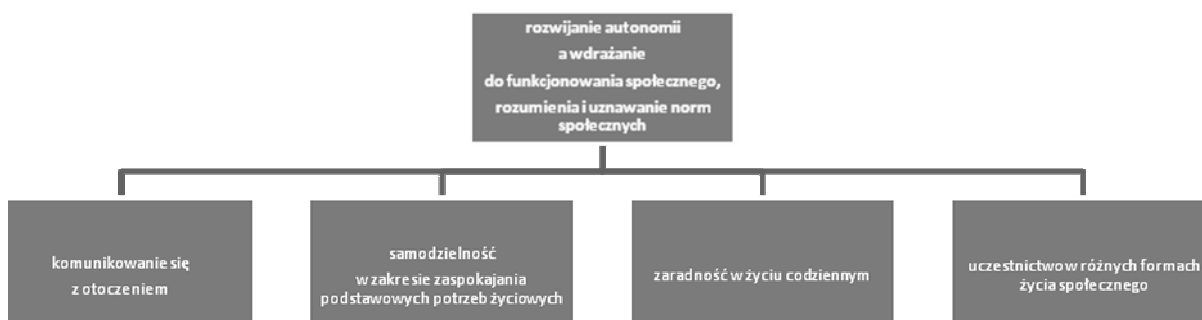 rozwijanie autonomii
a wdrażanie
do funkcjonowania społecznego,
rozumienia i uznawanie norm
społecznych
komunikowanie się
z otoczeniem
samodzielność
w zakresie zaspokajania
podstawowych potrzeb życiowych
zaradność w życiu codziennym
uczestnictwo w różnych formach
życia społecznego